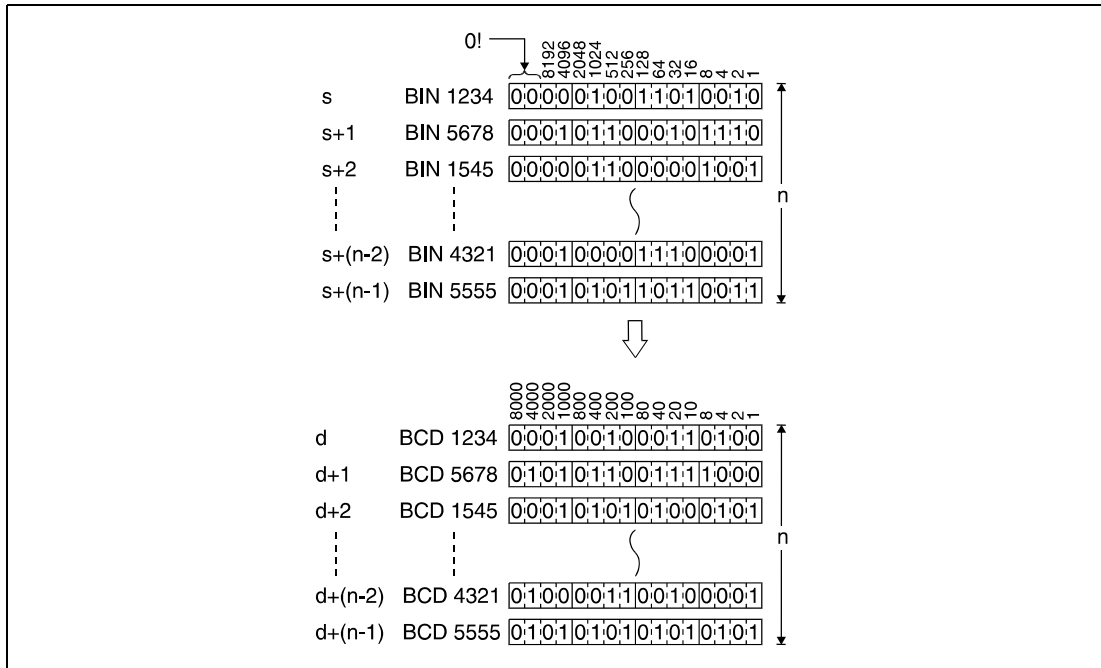 0!
8192 4096 2048 1024 512 256 128 64 32 16 8 4 2 1
s BIN 1234 0000010011010010
s+1 BIN 5678 0001011000101110
s+2 BIN 1545 0000011000001001
n
s+(n-2) BIN 4321 0001000011100001
s+(n-1) BIN 5555 0001010110110011
8000 4000 2000 1000 800 400 200 100 80 40 20 10 8 4 2 1
d BCD 1234 0001001000110100
d+1 BCD 5678 0101011001111000
d+2 BCD 1545 0001010101000101
n
d+(n-2) BCD 4321 0100001100100001
d+(n-1) BCD 5555 0101010101010101